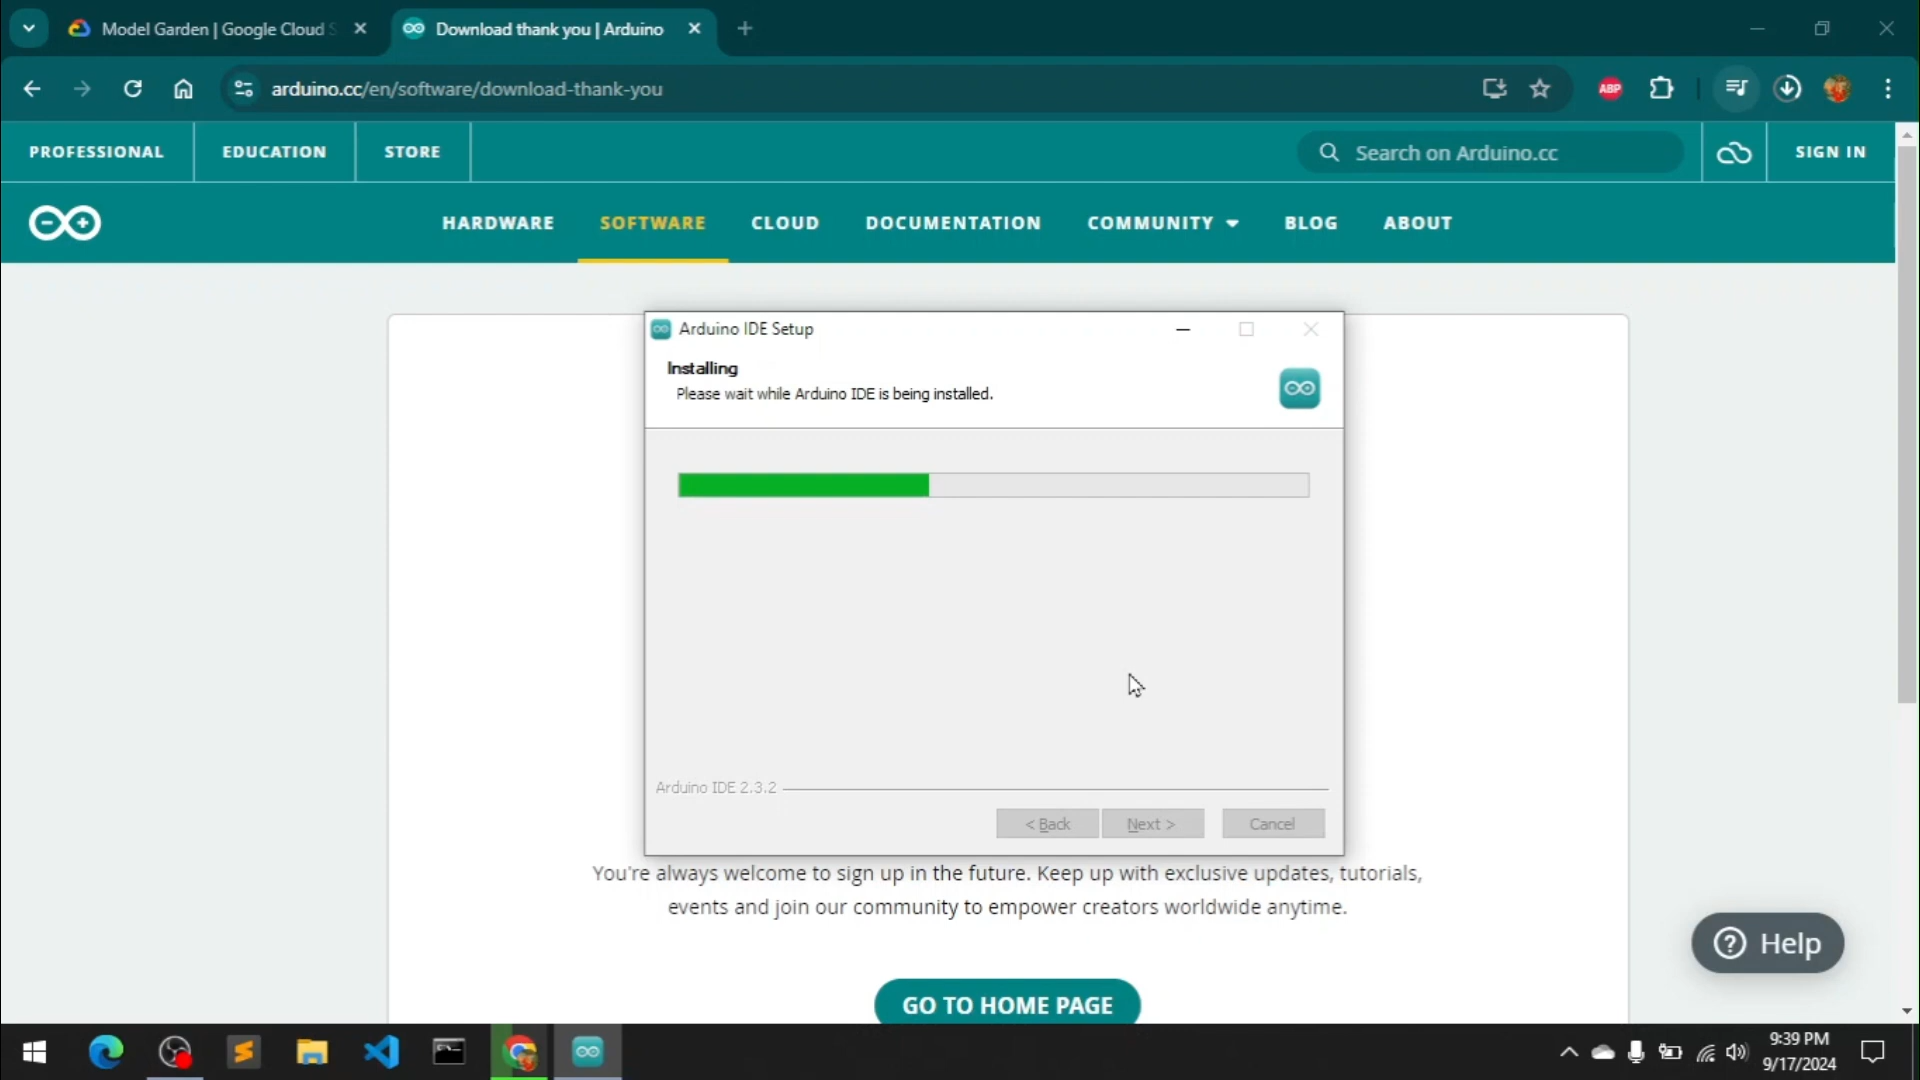 Model Garden | Google Cloud
Download thank you | Arduino
arduino.cc/en/software/download-thank-you
ABP
PROFESSIONAL
EDUCATION
STORE
Search on Arduino.cc
SIGN IN
HARDWARE
SOFTWARE
CLOUD
DOCUMENTATION
COMMUNITY
BLOG
ABOUT
Arduino IDE Setup
Installing
Please wait while Arduino IDE is being installed.
Arduino IDE 2.3.2
< Back
Next >
Cancel
You're always welcome to sign up in the future. Keep up with exclusive updates, tutorials,
events and join our community to empower creators worldwide anytime.
Help
GO TO HOME PAGE
9:39 PM
9/17/2024